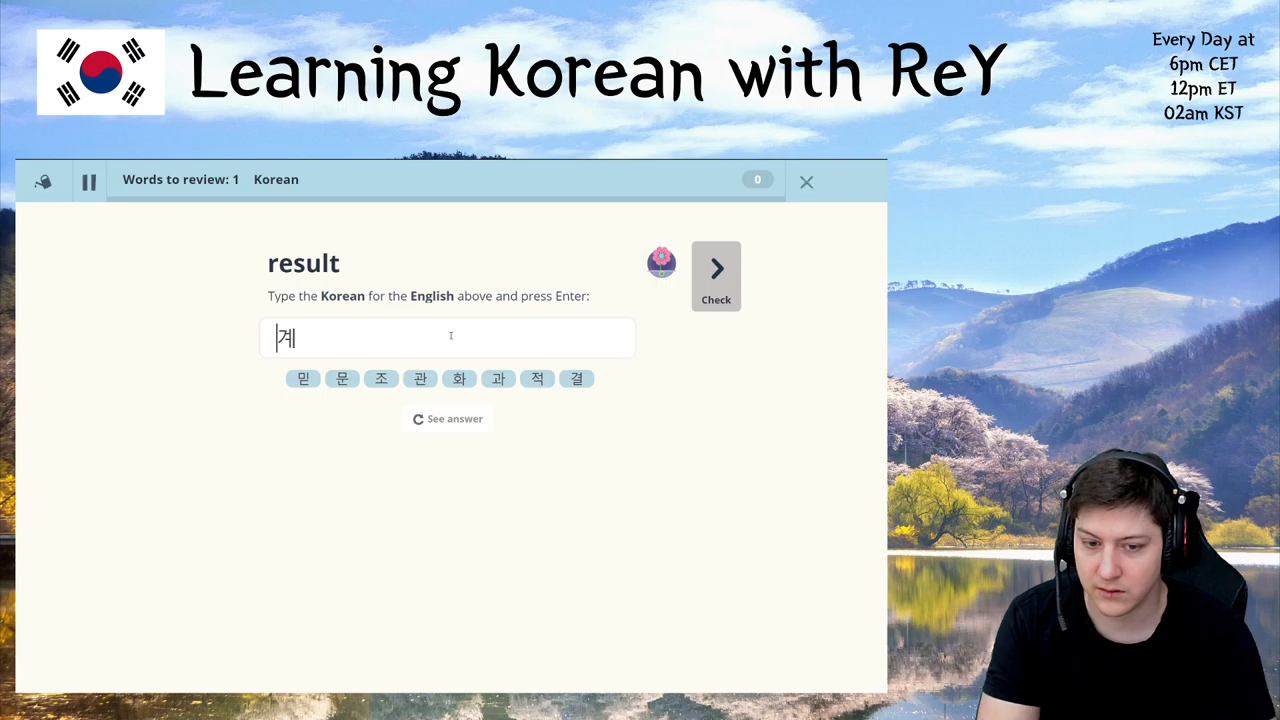 Learning Korean with ReY
Every Day at
6pm CET
12pm ET
02am KST
Words to review: 1 Korean 0
result
Type the Korean for the English above and press Enter:
Check
계
믿 문 조 관 화 과 적 결
See answer